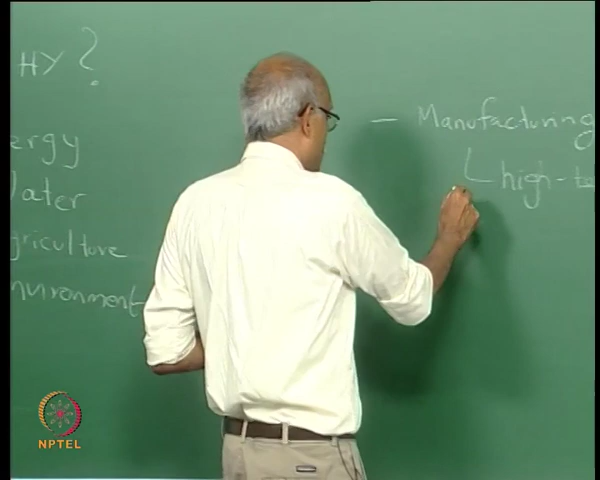 HY?
ergy
ater
griculture
nvironment
— Manufacturing
high-te
NPTEL